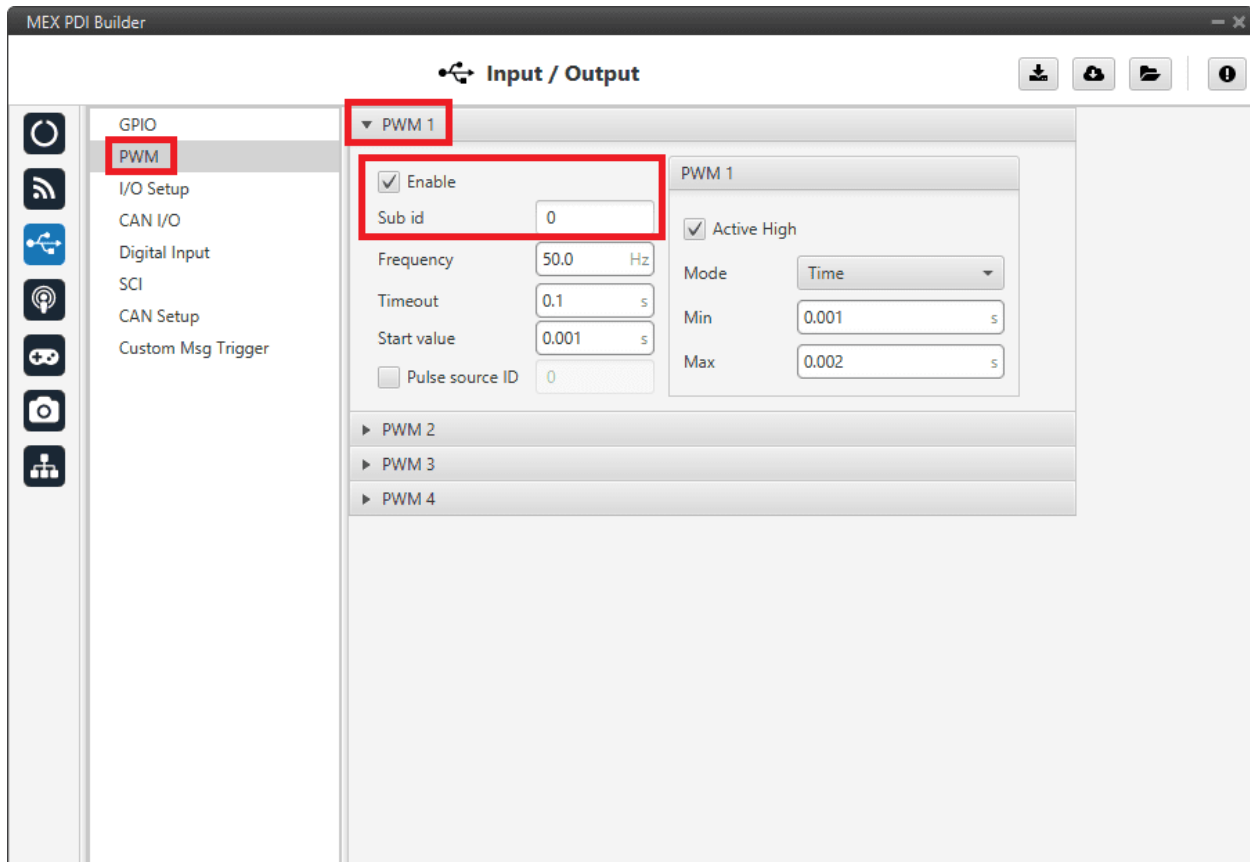 MEX PDI Builder
Input / Output
GPIO
PWM
I/O Setup
CAN I/O
Digital Input
SCI
CAN Setup
Custom Msg Trigger
PWM 1
Enable
Sub id 0
Frequency 50.0 Hz
Timeout 0.1 s
Start value 0.001 s
Pulse source ID 0
PWM 1
Active High
Mode Time
Min 0.001 s
Max 0.002 s
PWM 2
PWM 3
PWM 4